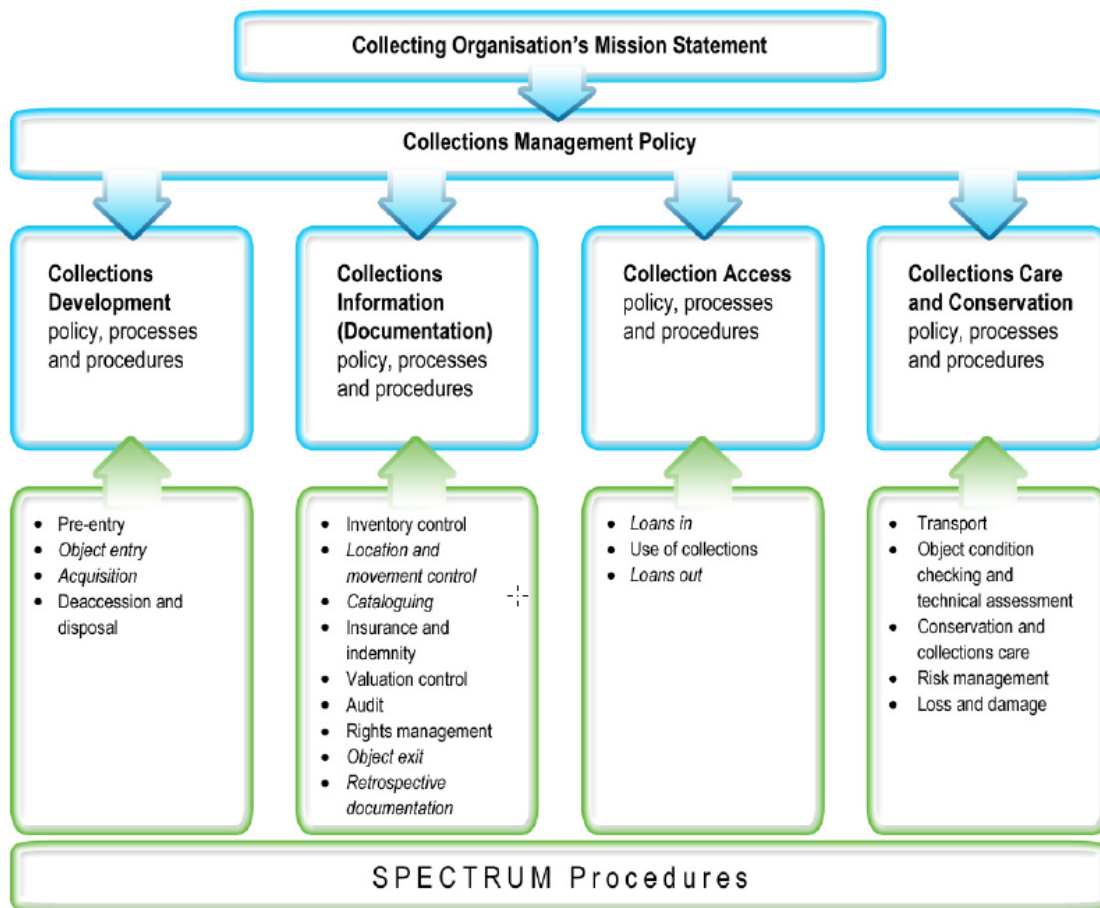 Collecting Organisation's Mission Statement
Collections Management Policy
Collections
Development
policy, processes
and procedures
Collections
Information
(Documentation)
policy, processes
and procedures
Collection Access
policy, processes
and procedures
Collections Care
and Conservation
policy, processes
and procedures
• Pre-entry
• Object entry
• Acquisition
• Deaccession and
disposal
• Inventory control
• Location and
movement control
• Cataloguing
• Insurance and
indemnity
• Valuation control
• Audit
• Rights management
• Object exit
• Retrospective
documentation
• Loans in
• Use of collections
• Loans out
• Transport
• Object condition
checking and
technical assessment
• Conservation and
collections care
• Risk management
• Loss and damage
SPECTRUM Procedures